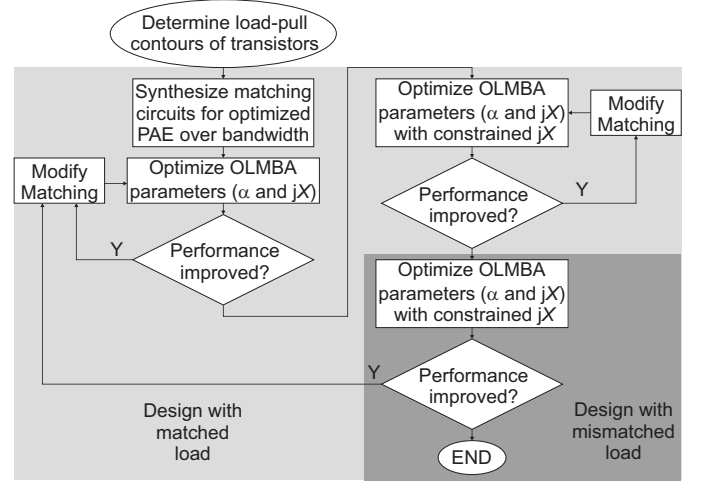 Determine load-pull
contours of transistors
Synthesize matching
circuits for optimized
PAE over bandwidth
Modify
Matching
Optimize OLMBA
parameters (α and jX)
Y
Performance
improved?
Optimize OLMBA
parameters (α and jX)
with constrained jX
Modify
Matching
Performance
improved?
Y
Optimize OLMBA
parameters (α and jX)
with constrained jX
Y
Performance
improved?
END
Design with
matched
load
Design with
mismatched
load